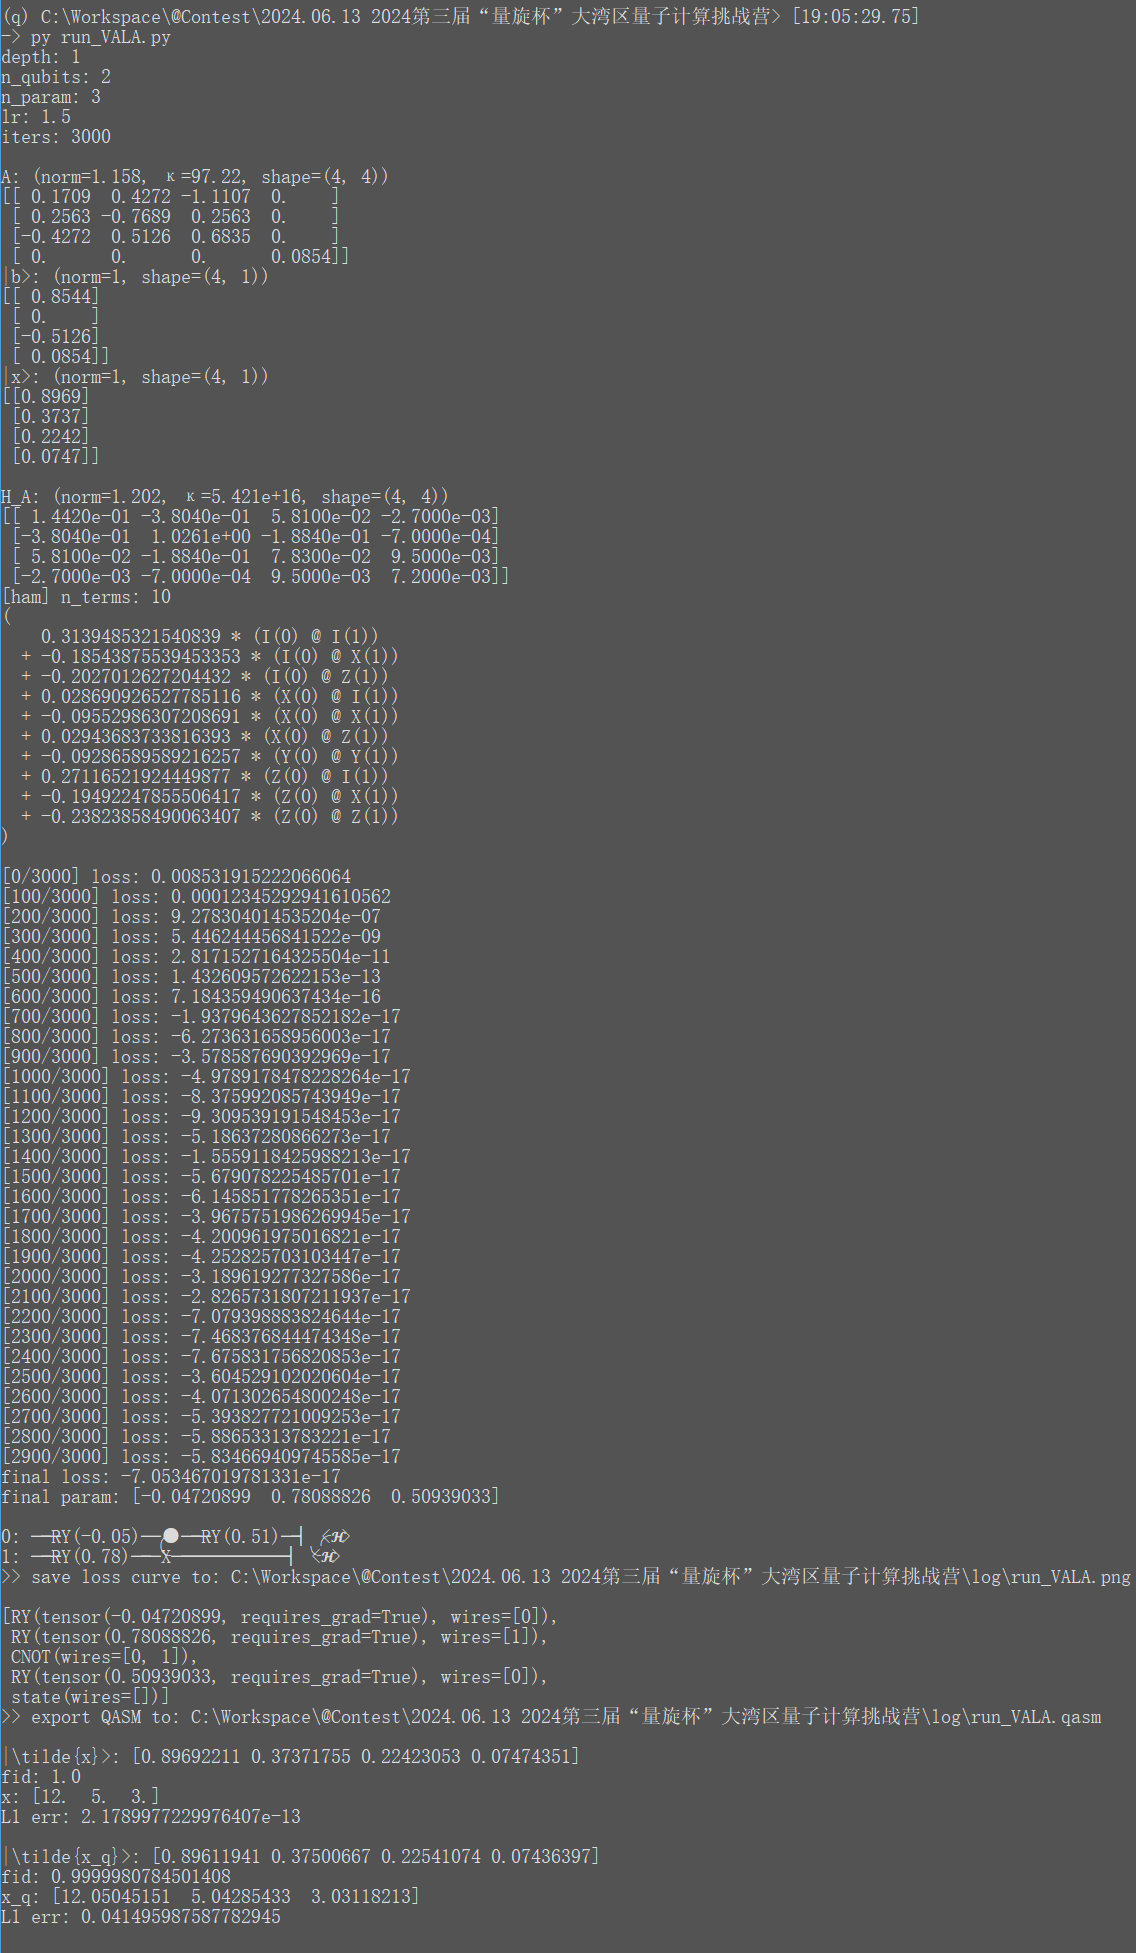 (q) C:\Workspace\@Contest\2024.06.13 2024第三届“量旋杯”大湾区量子计算挑战营> [19:05:29.75]
-> py run_VALA.py
depth: 1
n_qubits: 2
n_param: 3
lr: 1.5
iters: 3000

A: (norm=1.158, κ=97.22, shape=(4, 4))
[[ 0.1709  0.4272 -1.1107  0.    ]
 [ 0.2563 -0.7689  0.2563  0.    ]
 [-0.4272  0.5126  0.6835  0.    ]
 [ 0.      0.      0.      0.0854]]
|b>: (norm=1, shape=(4, 1))
[[ 0.8544]
 [ 0.    ]
 [-0.5126]
 [ 0.0854]]
|x>: (norm=1, shape=(4, 1))
[[0.8969]
 [0.3737]
 [0.2242]
 [0.0747]]

H_A: (norm=1.202, κ=5.421e+16, shape=(4, 4))
[[ 1.4420e-01 -3.8040e-01  5.8100e-02 -2.7000e-03]
 [-3.8040e-01  1.0261e+00 -1.8840e-01 -7.0000e-04]
 [ 5.8100e-02 -1.8840e-01  7.8300e-02  9.5000e-03]
 [-2.7000e-03 -7.0000e-04  9.5000e-03  7.2000e-03]]
[ham] n_terms: 10
(
    0.3139485321540839 * (I(0) @ I(1))
  + -0.18543875539453353 * (I(0) @ X(1))
  + -0.2027012627204432 * (I(0) @ Z(1))
  + 0.028690926527785116 * (X(0) @ I(1))
  + -0.09552986307208691 * (X(0) @ X(1))
  + 0.02943683733816393 * (X(0) @ Z(1))
  + -0.09286589589216257 * (Y(0) @ Y(1))
  + 0.27116521924449877 * (Z(0) @ I(1))
  + -0.19492247855506417 * (Z(0) @ X(1))
  + -0.23823858490063407 * (Z(0) @ Z(1))
)

[0/3000] loss: 0.008531915222066064
[100/3000] loss: 0.00012345292941610562
[200/3000] loss: 9.278304014535204e-07
[300/3000] loss: 5.446244456841522e-09
[400/3000] loss: 2.8171527164325504e-11
[500/3000] loss: 1.432609572622153e-13
[600/3000] loss: 7.184359490637434e-16
[700/3000] loss: -1.9379643627852182e-17
[800/3000] loss: -6.273631658956003e-17
[900/3000] loss: -3.578587690392969e-17
[1000/3000] loss: -4.9789178478228264e-17
[1100/3000] loss: -8.375992085743949e-17
[1200/3000] loss: -9.309539191548453e-17
[1300/3000] loss: -5.18637280866273e-17
[1400/3000] loss: -1.5559118425988213e-17
[1500/3000] loss: -5.679078225485701e-17
[1600/3000] loss: -6.145851778265351e-17
[1700/3000] loss: -3.9675751986269945e-17
[1800/3000] loss: -4.200961975016821e-17
[1900/3000] loss: -4.252825703103447e-17
[2000/3000] loss: -3.189619277327586e-17
[2100/3000] loss: -2.8265731807211937e-17
[2200/3000] loss: -7.079398883824644e-17
[2300/3000] loss: -7.468376844474348e-17
[2400/3000] loss: -7.675831756820853e-17
[2500/3000] loss: -3.604529102020604e-17
[2600/3000] loss: -4.071302654800248e-17
[2700/3000] loss: -5.393827721009253e-17
[2800/3000] loss: -5.88653313783221e-17
[2900/3000] loss: -5.834669409745585e-17
final loss: -7.053467019781331e-17
final param: [-0.04720899  0.78088826  0.50939033]

0: ──RY(-0.05)─╭●──RY(0.51)─┤ ╭<𝓗>
1: ──RY(0.78)──╰X───────────┤ ╰<𝓗>
>> save loss curve to: C:\Workspace\@Contest\2024.06.13 2024第三届“量旋杯”大湾区量子计算挑战营\log\run_VALA.png

[RY(tensor(-0.04720899, requires_grad=True), wires=[0]),
 RY(tensor(0.78088826, requires_grad=True), wires=[1]),
 CNOT(wires=[0, 1]),
 RY(tensor(0.50939033, requires_grad=True), wires=[0]),
 state(wires=[])]
>> export QASM to: C:\Workspace\@Contest\2024.06.13 2024第三届“量旋杯”大湾区量子计算挑战营\log\run_VALA.qasm

|\tilde{x}>: [0.89692211 0.37371755 0.22423053 0.07474351]
fid: 1.0
x: [12.  5.  3.]
L1 err: 2.1789977229976407e-13

|\tilde{x_q}>: [0.89611941 0.37500667 0.22541074 0.07436397]
fid: 0.9999980784501408
x_q: [12.05045151  5.04285433  3.03118213]
L1 err: 0.041495987587782945